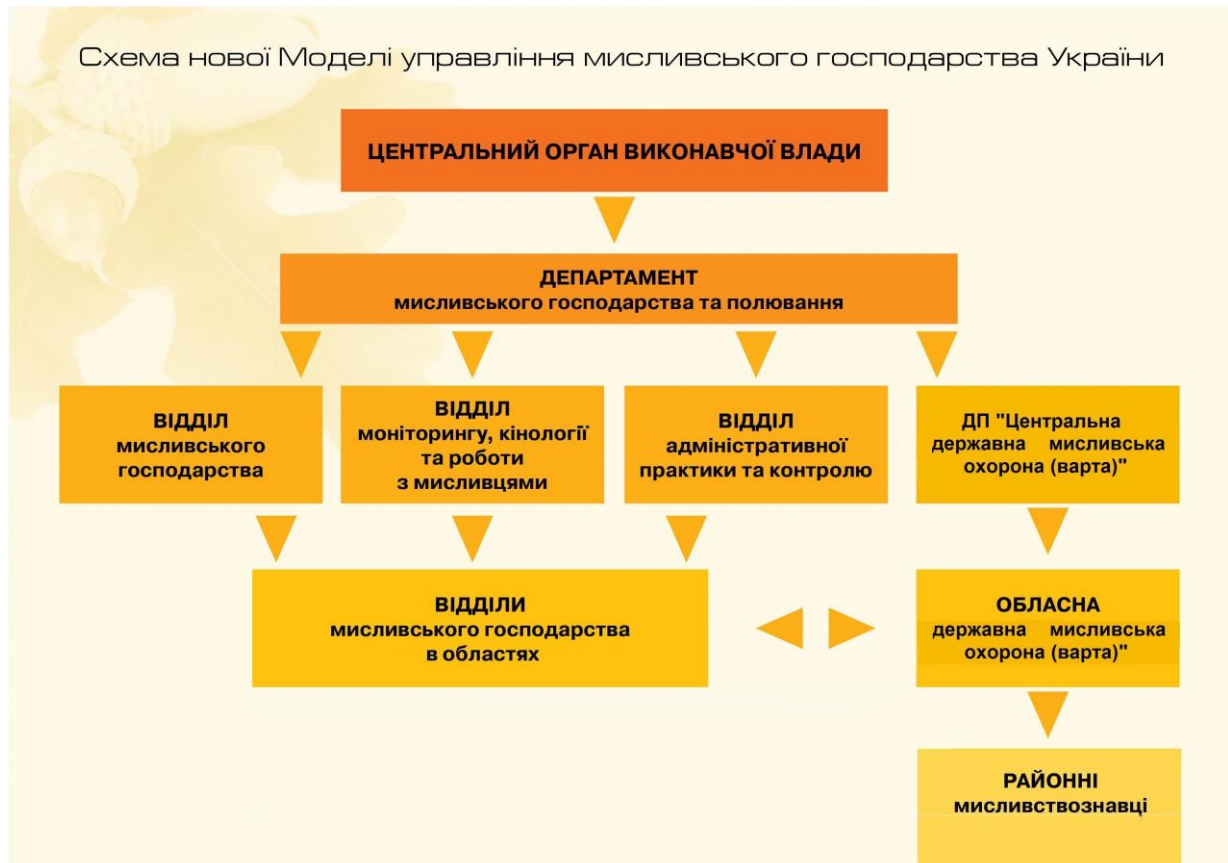 Схема нової Моделі управління мисливського господарства України
ЦЕНТРАЛЬНИЙ ОРГАН ВИКОНАВЧОЇ ВЛАДИ
ДЕПАРТАМЕНТ
мисливського господарства та полювання
ВІДДІЛ
мисливського
господарства
ВІДДІЛ
моніторингу, кінології
та роботи
з мисливцями
ВІДДІЛ
адміністративної
практики та контролю
ДП "Центральна
державна мисливська
охорона (варта)"
ВІДДІЛИ
мисливського господарства
в областях
ОБЛАСНА
державна мисливська
охорона (варта)"
РАЙОННІ
мисливствознавці